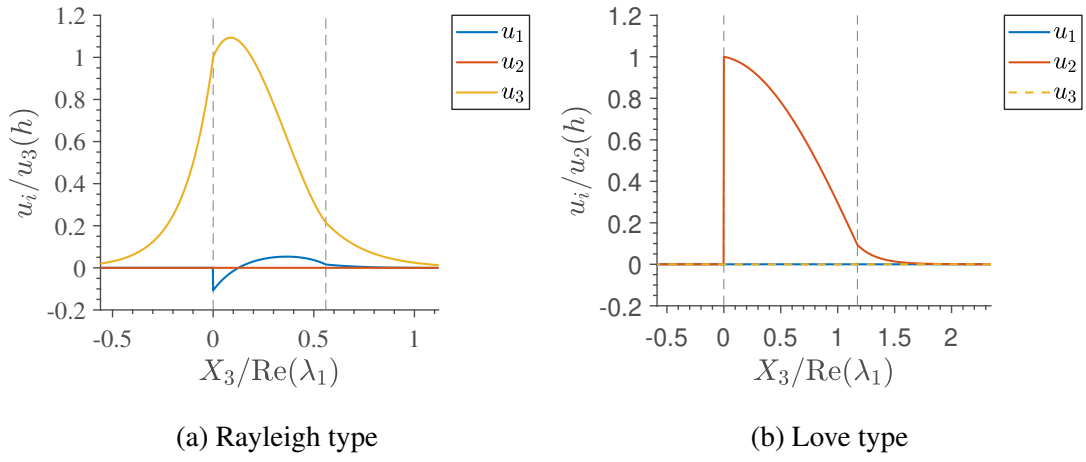 1.2
1
0.8
0.6
0.4
0.2
0
-0.2
u_i/u_3(h)
-0.5
0
0.5
1
X_3/Re(λ_1)
u_1
u_2
u_3
(a) Rayleigh type
1.2
1
0.8
0.6
0.4
0.2
0
-0.2
u_i/u_2(h)
-0.5
0
0.5
1
1.5
2
X_3/Re(λ_1)
u_1
u_2
u_3
(b) Love type